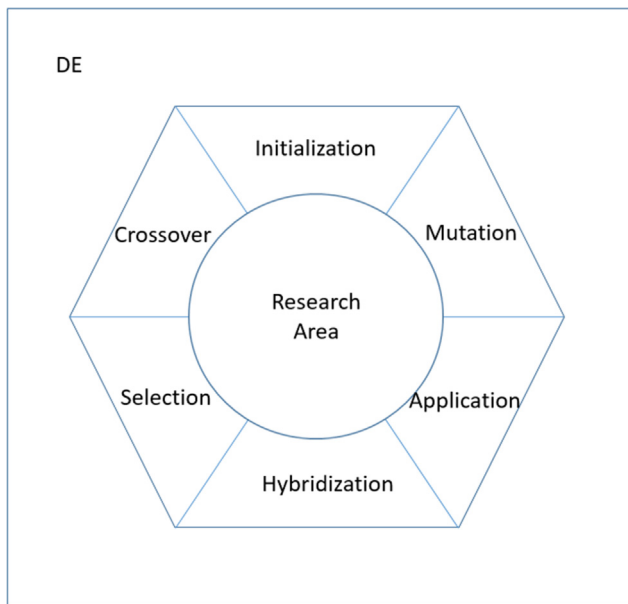 DE
Initialization
Crossover
Mutation
Research
Area
Selection
Application
Hybridization